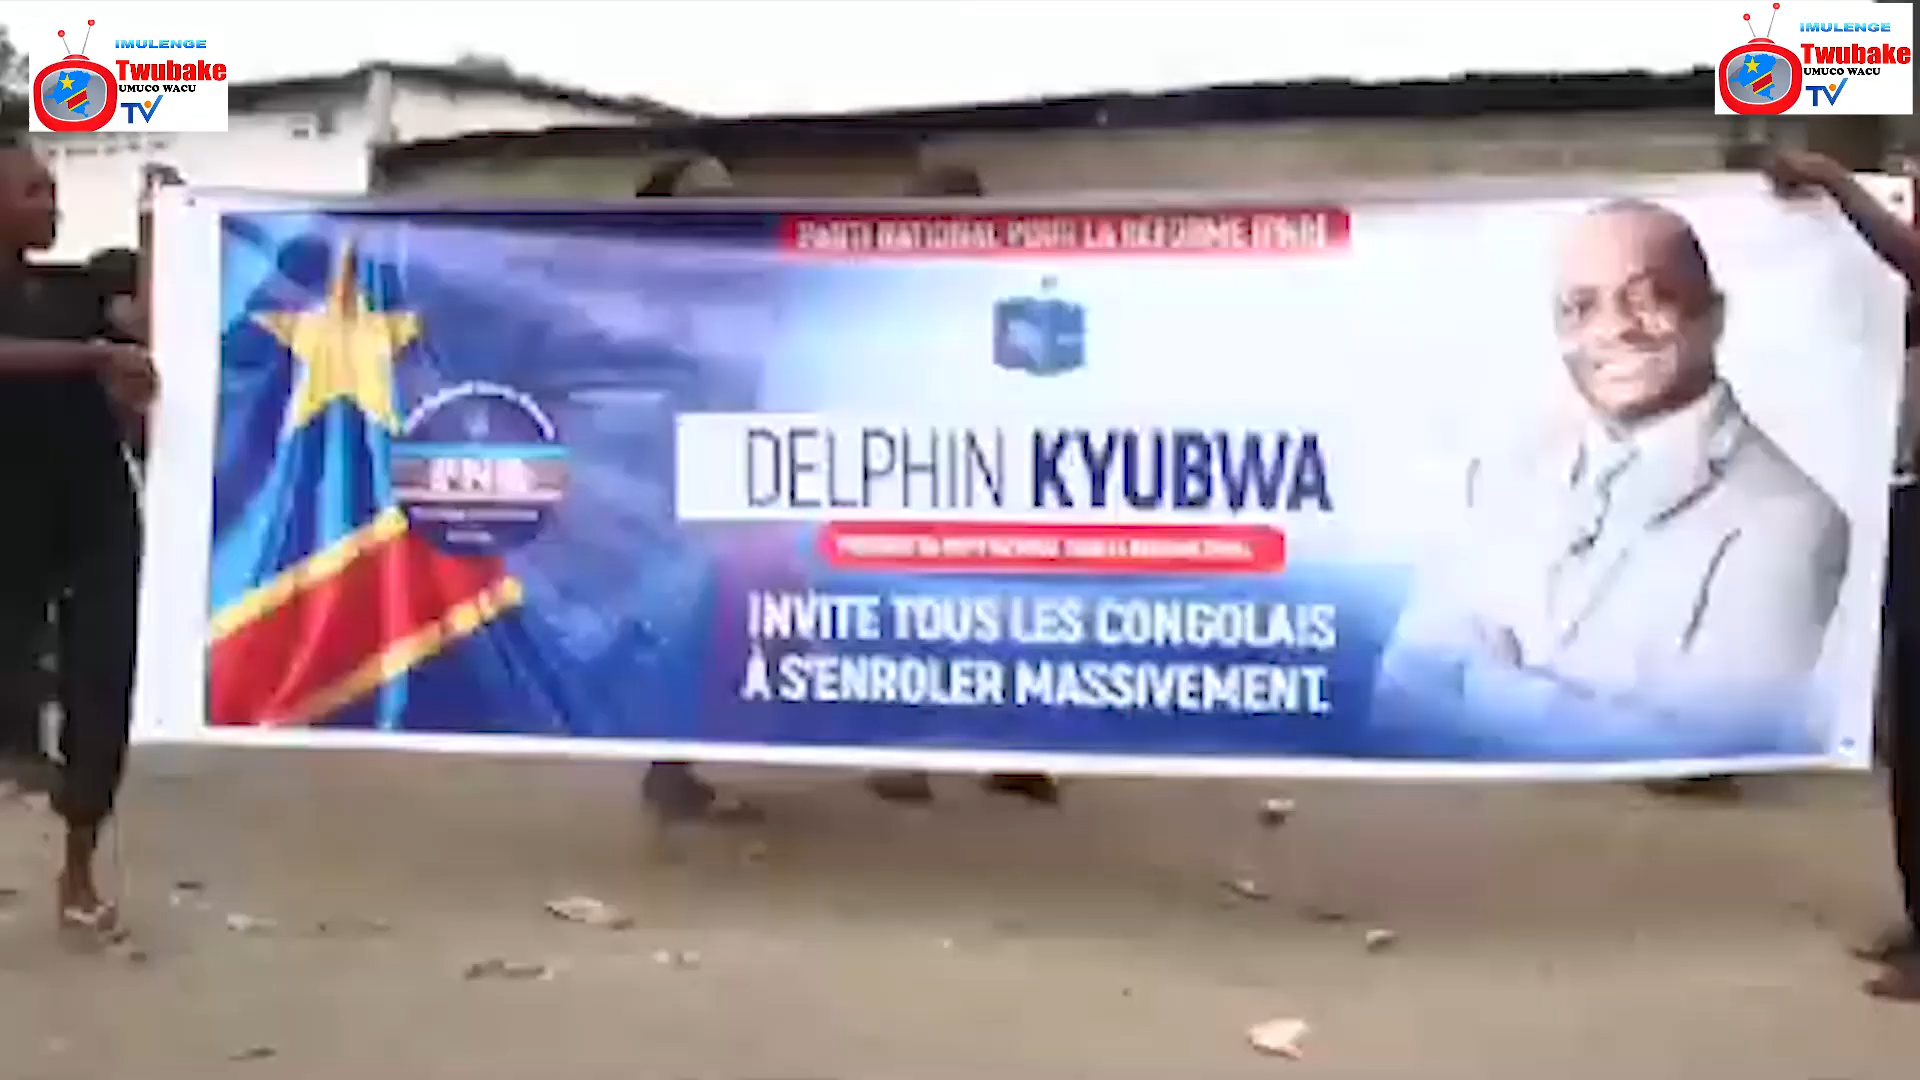 IMULENGE
Twubake
UMUCO WACU
TV
IMULENGE
Twubake
UMUCO WACU
TV
PARTI NATIONAL POUR LA RÉFORME (PNR)
PNR
DELPHIN KYUBWA
INVITE TOUS LES CONGOLAIS
À S'ENROLER MASSIVEMENT.